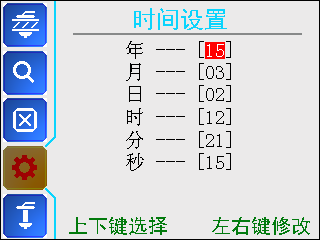 时间设置
年 --- [15]
月 --- [03]
日 --- [02]
时 --- [12]
分 --- [21]
秒 --- [15]
上下键选择 左右键修改